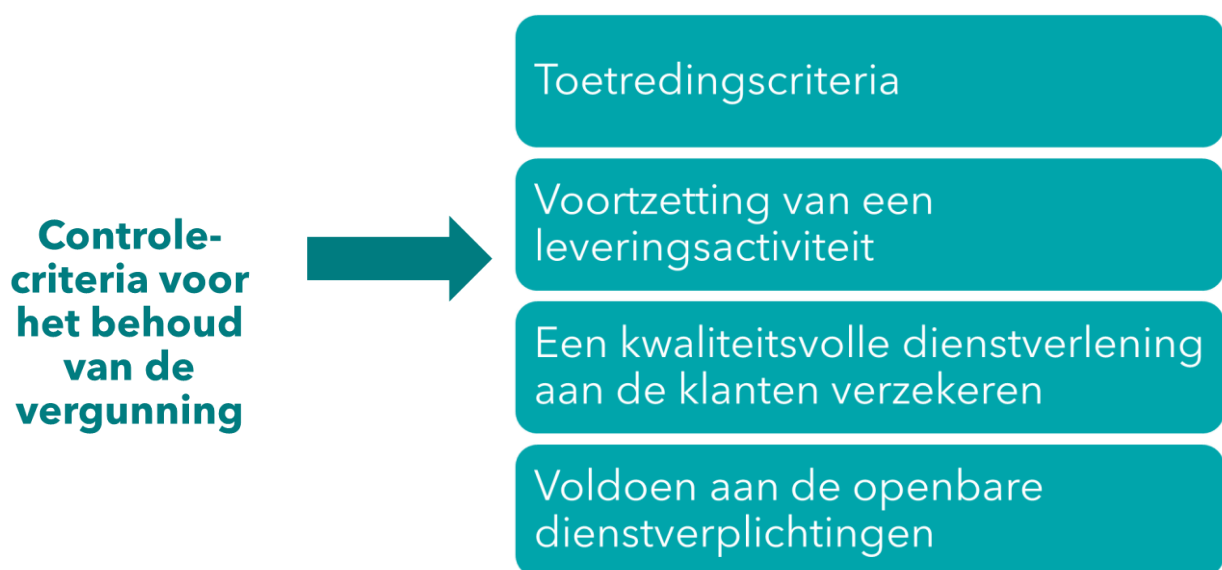 Controle-
criteria voor
het behoud
van de
vergunning
Toetredingscriteria
Voortzetting van een
leveringsactiviteit
Een kwaliteitsvolle dienstverlening
aan de klanten verzekeren
Voldoen aan de openbare
dienstverplichtingen